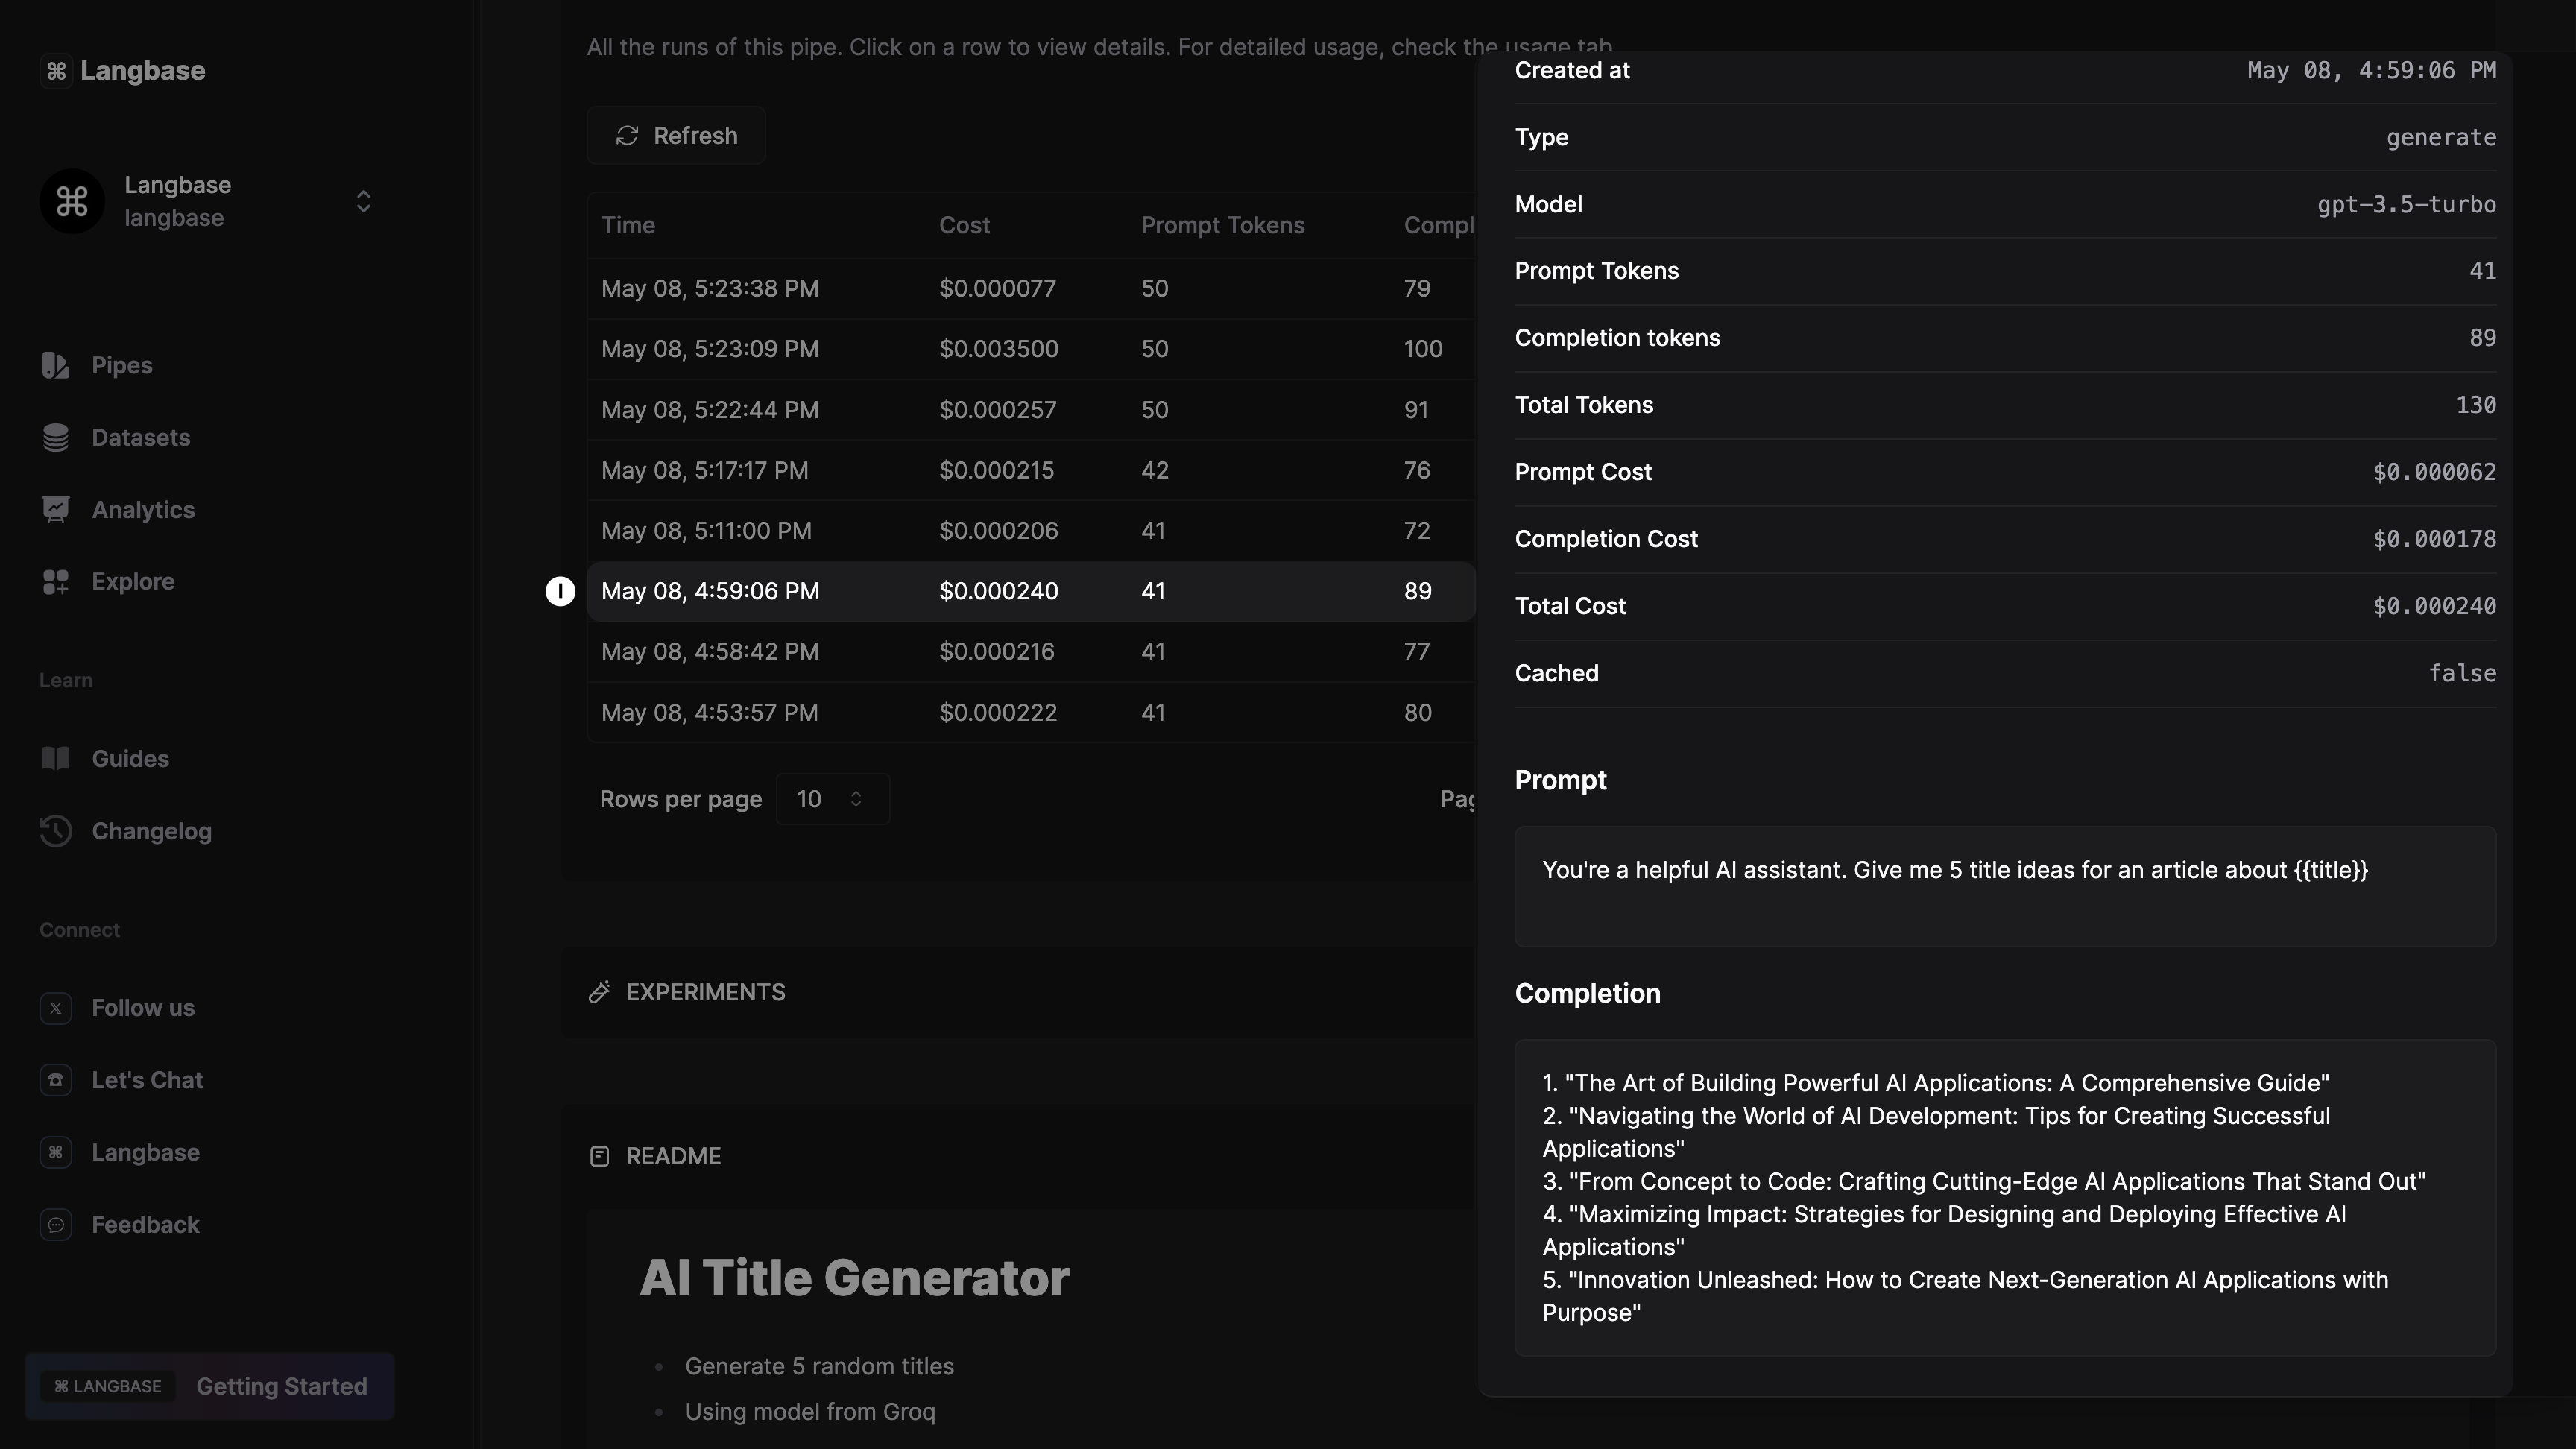 Langbase
Langbase
langbase
Pipes
Datasets
Analytics
Explore
Learn
Guides
Changelog
Connect
Follow us
Let's Chat
Langbase
Feedback
LANGBASE Getting Started
All the runs of this pipe. Click on a row to view details. For detailed usage, check the usage tab
Refresh
Time Cost Prompt Tokens Compl
May 08, 5:23:38 PM $0.000077 50 79
May 08, 5:23:09 PM $0.003500 50 100
May 08, 5:22:44 PM $0.000257 50 91
May 08, 5:17:17 PM $0.000215 42 76
May 08, 5:11:00 PM $0.000206 41 72
I May 08, 4:59:06 PM $0.000240 41 89
May 08, 4:58:42 PM $0.000216 41 77
May 08, 4:53:57 PM $0.000222 41 80
Rows per page 10 Pag
EXPERIMENTS
README
AI Title Generator
• Generate 5 random titles
• Using model from Groq
Created at May 08, 4:59:06 PM
Type generate
Model gpt-3.5-turbo
Prompt Tokens 41
Completion tokens 89
Total Tokens 130
Prompt Cost $0.000062
Completion Cost $0.000178
Total Cost $0.000240
Cached false
Prompt
You're a helpful AI assistant. Give me 5 title ideas for an article about {{title}}
Completion
1. "The Art of Building Powerful AI Applications: A Comprehensive Guide"
2. "Navigating the World of AI Development: Tips for Creating Successful
Applications"
3. "From Concept to Code: Crafting Cutting-Edge AI Applications That Stand Out"
4. "Maximizing Impact: Strategies for Designing and Deploying Effective AI
Applications"
5. "Innovation Unleashed: How to Create Next-Generation AI Applications with
Purpose"